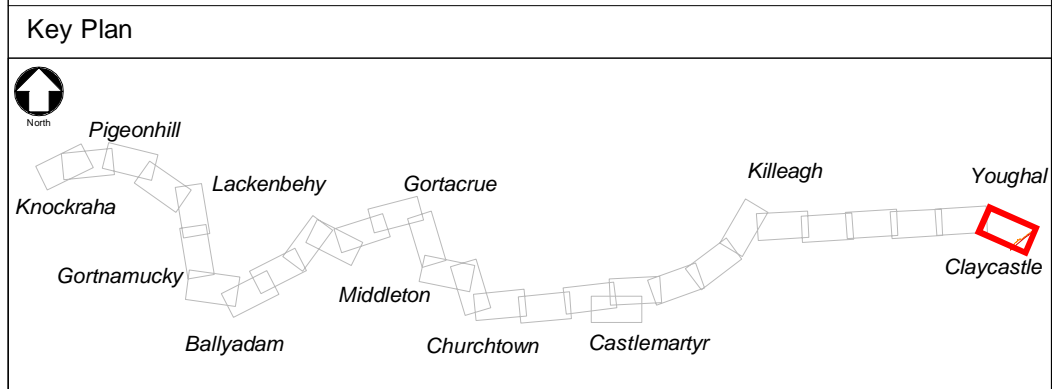 Key Plan
North
Pigeonhill
Knockraha
Lackenbehy
Gortacrue
Killeagh
Youghal
Gortnamucky
Middleton
Claycastle
Ballyadam
Churchtown
Castlemartyr